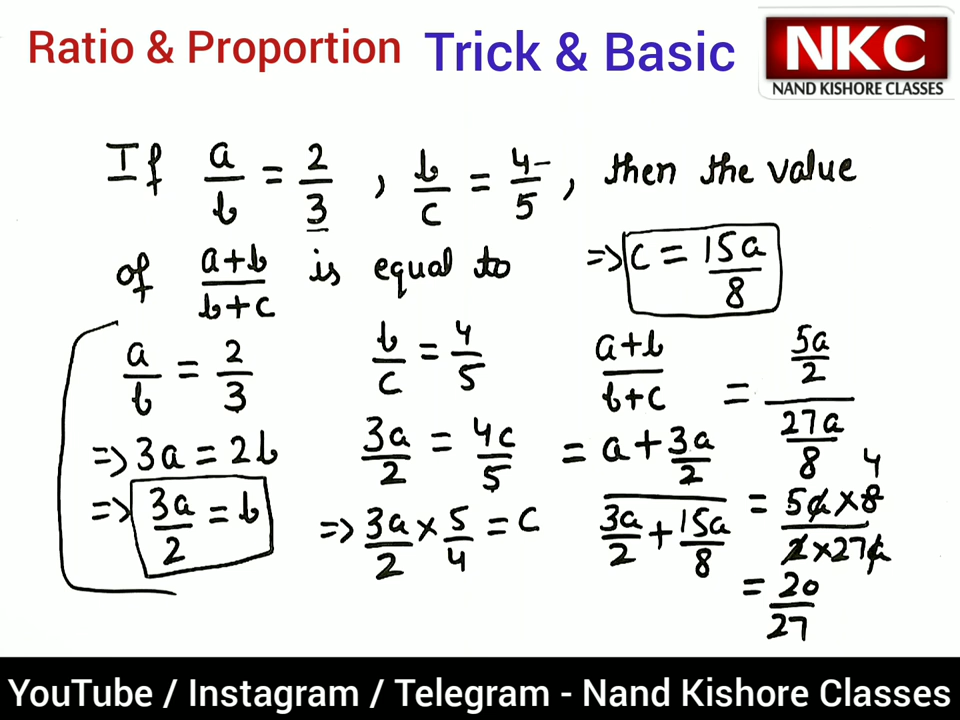 Ratio & Proportion Trick & Basic
NKC
NAND KISHORE CLASSES
If a/b = 2/3 , b/c = 4/5 , then the value
of (a+b)/(b+c) is equal to
a/b = 2/3
⇒ 3a = 2b
⇒ 3a/2 = b
b/c = 4/5
3a/2 = 4c/5
⇒ 3a/2 × 5/4 = c
⇒ c = 15a/8
(a+b)/(b+c)
= (a + 3a/2)/(3a/2 + 15a/8)
= (5a/2)/(27a/8)
= (5a × 8)/(2 × 27a) 4
= 20/27
YouTube / Instagram / Telegram - Nand Kishore Classes